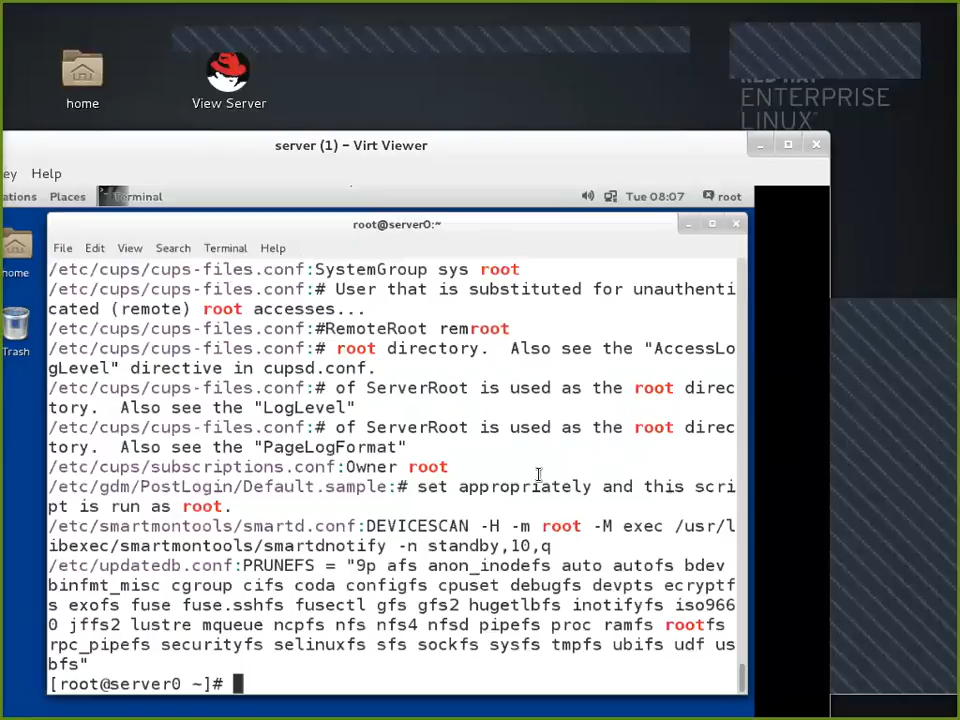 home
View Server
ENTERPRISE
LINUX
server (1) – Virt Viewer
ey Help
ations Places Terminal Tue 08:07 root
root@server0:~
File Edit View Search Terminal Help
home
Trash
/etc/cups/cups-files.conf:SystemGroup sys root
/etc/cups/cups-files.conf:# User that is substituted for unauthenti
cated (remote) root accesses...
/etc/cups/cups-files.conf:#RemoteRoot remroot
/etc/cups/cups-files.conf:# root directory.  Also see the "AccessLo
gLevel" directive in cupsd.conf.
/etc/cups/cups-files.conf:# of ServerRoot is used as the root direc
tory.  Also see the "LogLevel"
/etc/cups/cups-files.conf:# of ServerRoot is used as the root direc
tory.  Also see the "PageLogFormat"
/etc/cups/subscriptions.conf:Owner root
/etc/gdm/PostLogin/Default.sample:# set appropriately and this scri
pt is run as root.
/etc/smartmontools/smartd.conf:DEVICESCAN -H -m root -M exec /usr/l
ibexec/smartmontools/smartdnotify -n standby,10,q
/etc/updatedb.conf:PRUNEFS = "9p afs anon_inodefs auto autofs bdev
binfmt_misc cgroup cifs coda configfs cpuset debugfs devpts ecryptf
s exofs fuse fuse.sshfs fusectl gfs gfs2 hugetlbfs inotifyfs iso966
0 jffs2 lustre mqueue ncpfs nfs nfs4 nfsd pipefs proc ramfs rootfs
rpc_pipefs securityfs selinuxfs sfs sockfs sysfs tmpfs ubifs udf us
bfs"
[root@server0 ~]#